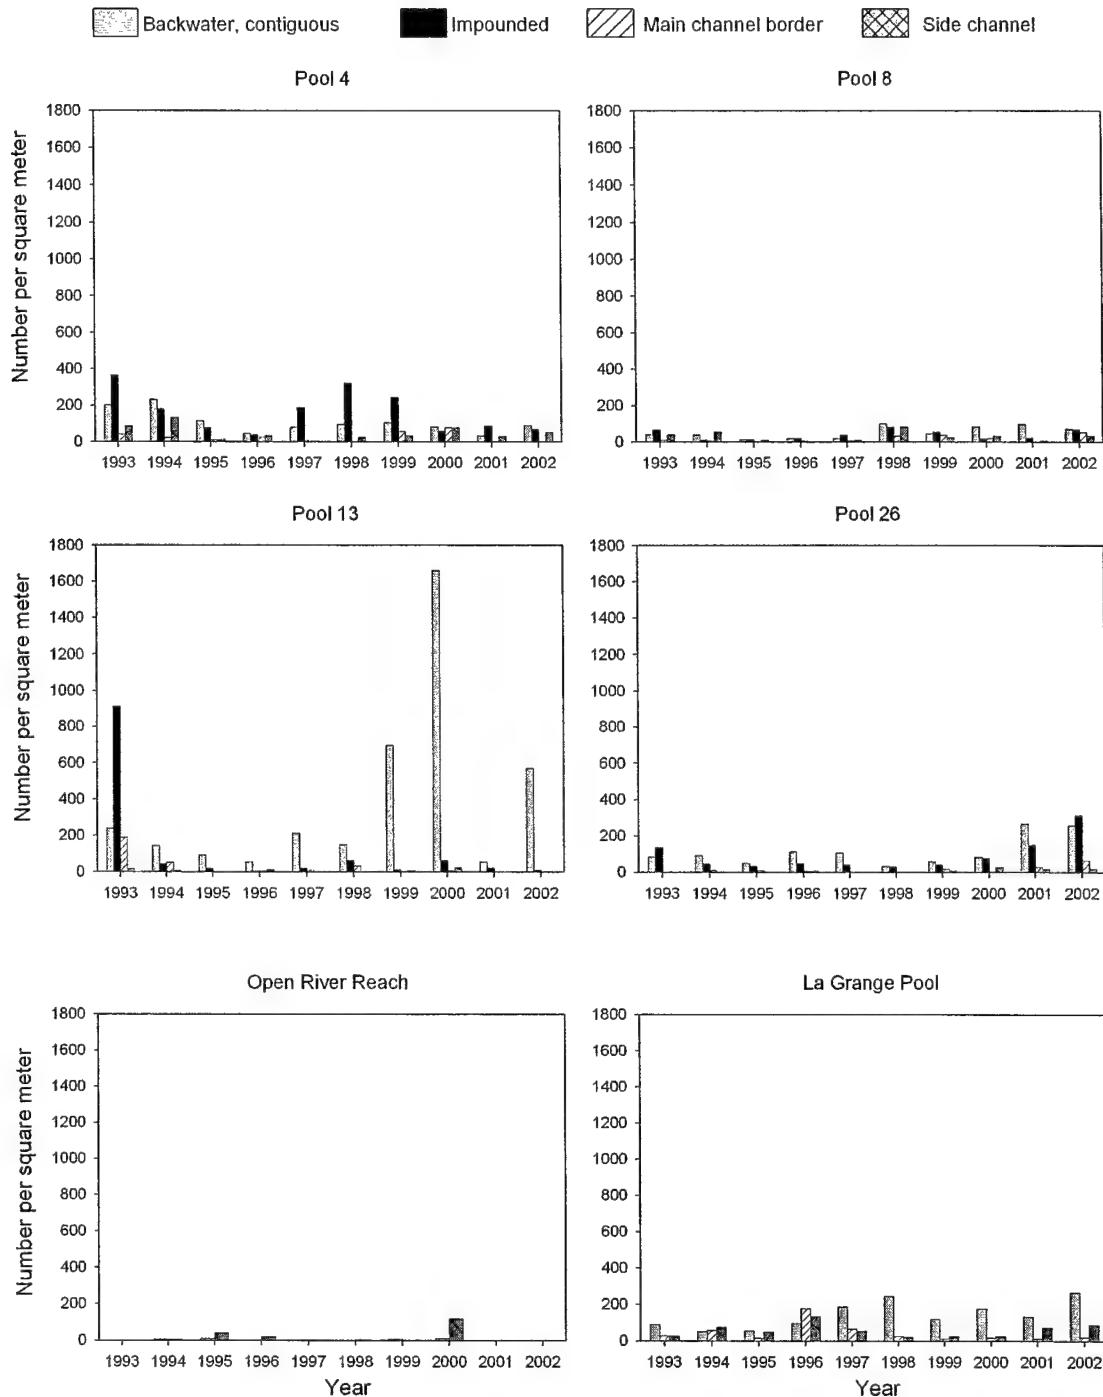 Backwater, contiguous Impounded Main channel border Side channel
Pool 4 Pool 8
Number per square meter
1800 1800
1600 1600
1400 1400
1200 1200
1000 1000
800 800
600 600
400 400
200 200
0 0
1993 1994 1995 1996 1997 1998 1999 2000 2001 2002 1993 1994 1995 1996 1997 1998 1999 2000 2001 2002
Pool 13 Pool 26
Number per square meter
1800 1800
1600 1600
1400 1400
1200 1200
1000 1000
800 800
600 600
400 400
200 200
0 0
1993 1994 1995 1996 1997 1998 1999 2000 2001 2002 1993 1994 1995 1996 1997 1998 1999 2000 2001 2002
Open River Reach La Grange Pool
Number per square meter
1800 1800
1600 1600
1400 1400
1200 1200
1000 1000
800 800
600 600
400 400
200 200
0 0
1993 1994 1995 1996 1997 1998 1999 2000 2001 2002 1993 1994 1995 1996 1997 1998 1999 2000 2001 2002
Year Year